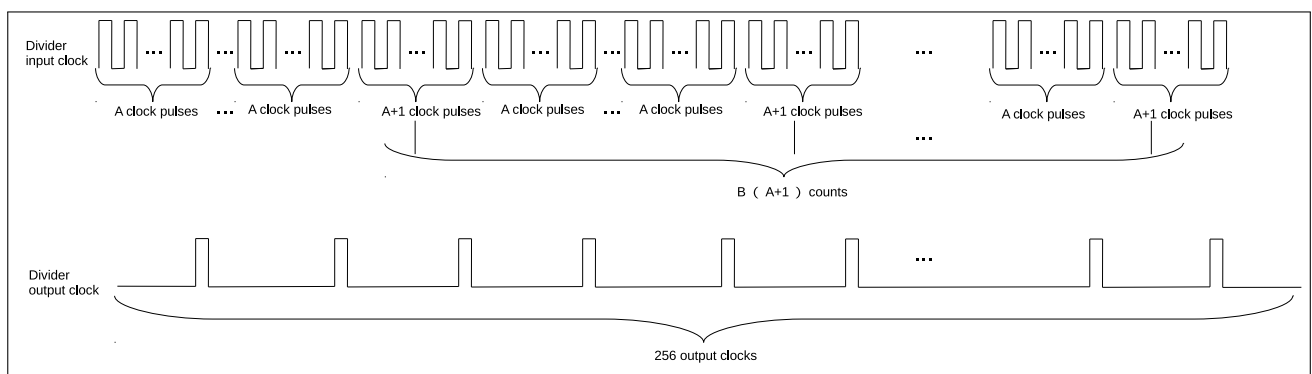 Divider
input clock
... ... ... ... ... ... ... ... ... ... ...
A clock pulses ... A clock pulses A+1 clock pulses A clock pulses ... A clock pulses A+1 clock pulses A clock pulses A+1 clock pulses
...
B ( A+1 ) counts
Divider
output clock
...
256 output clocks